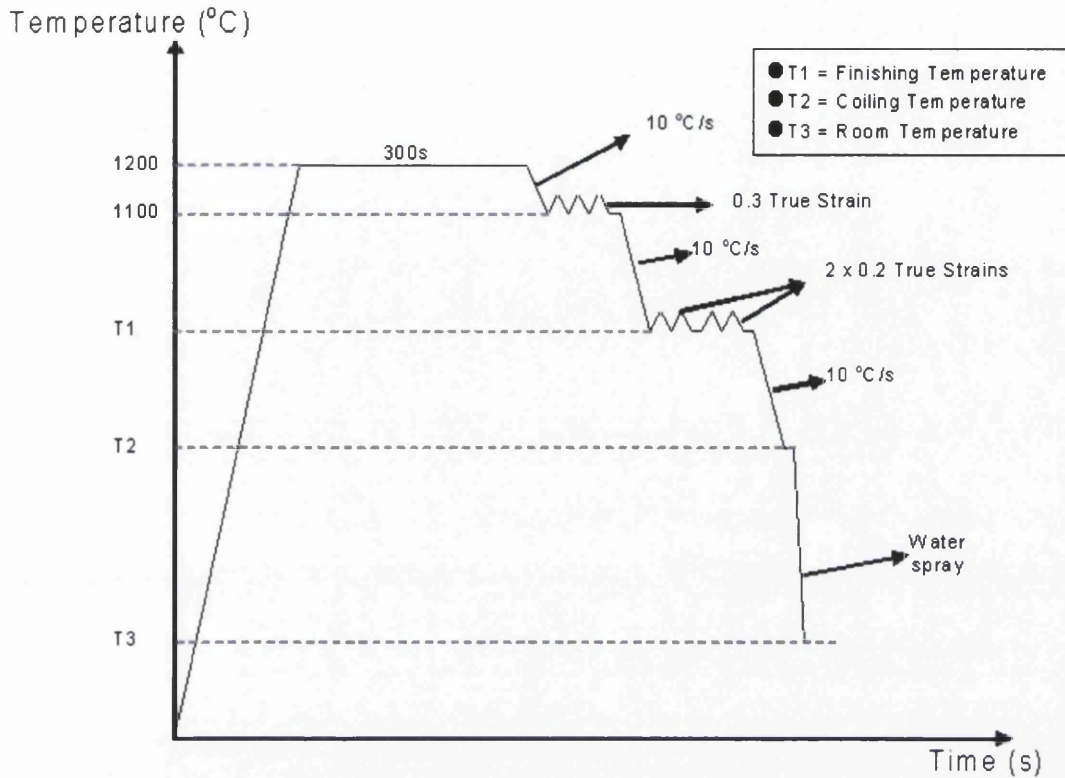 Temperature (°C)
● T1 = Finishing Temperature
● T2 = Coiling Temperature
● T3 = Room Temperature
10 °C/s
300s
1200
0.3 True Strain
1100
10 °C/s
2 x 0.2 True Strains
T1
10 °C/s
T2
Water
spray
T3
Time (s)